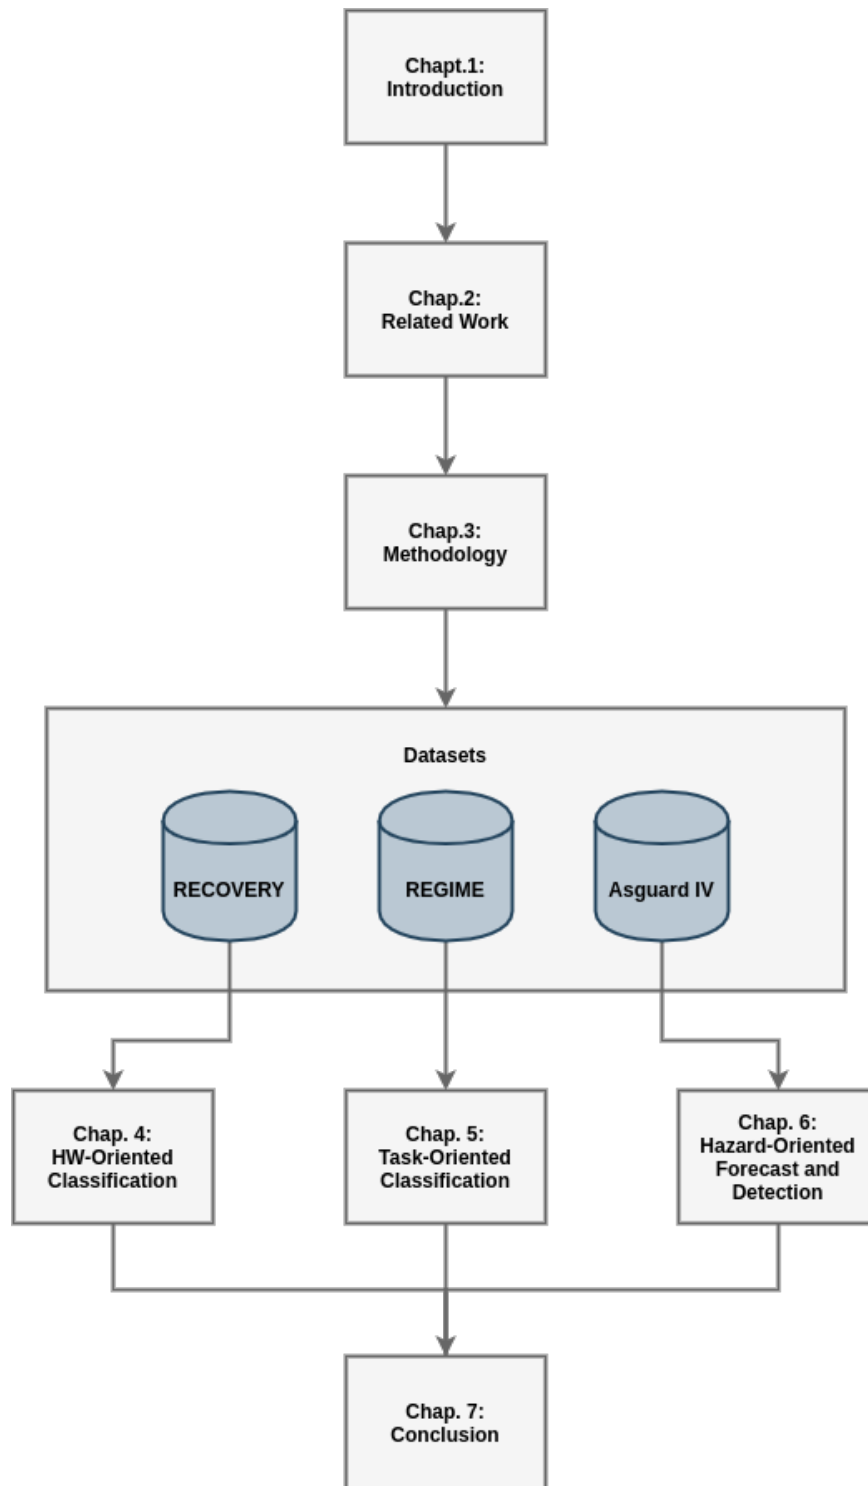 Chapt.1:
Introduction
Chap.2:
Related Work
Chap.3:
Methodology
Datasets
RECOVERY
REGIME
Asguard IV
Chap. 4:
HW-Oriented
Classification
Chap. 5:
Task-Oriented
Classification
Chap. 6:
Hazard-Oriented
Forecast and
Detection
Chap. 7:
Conclusion